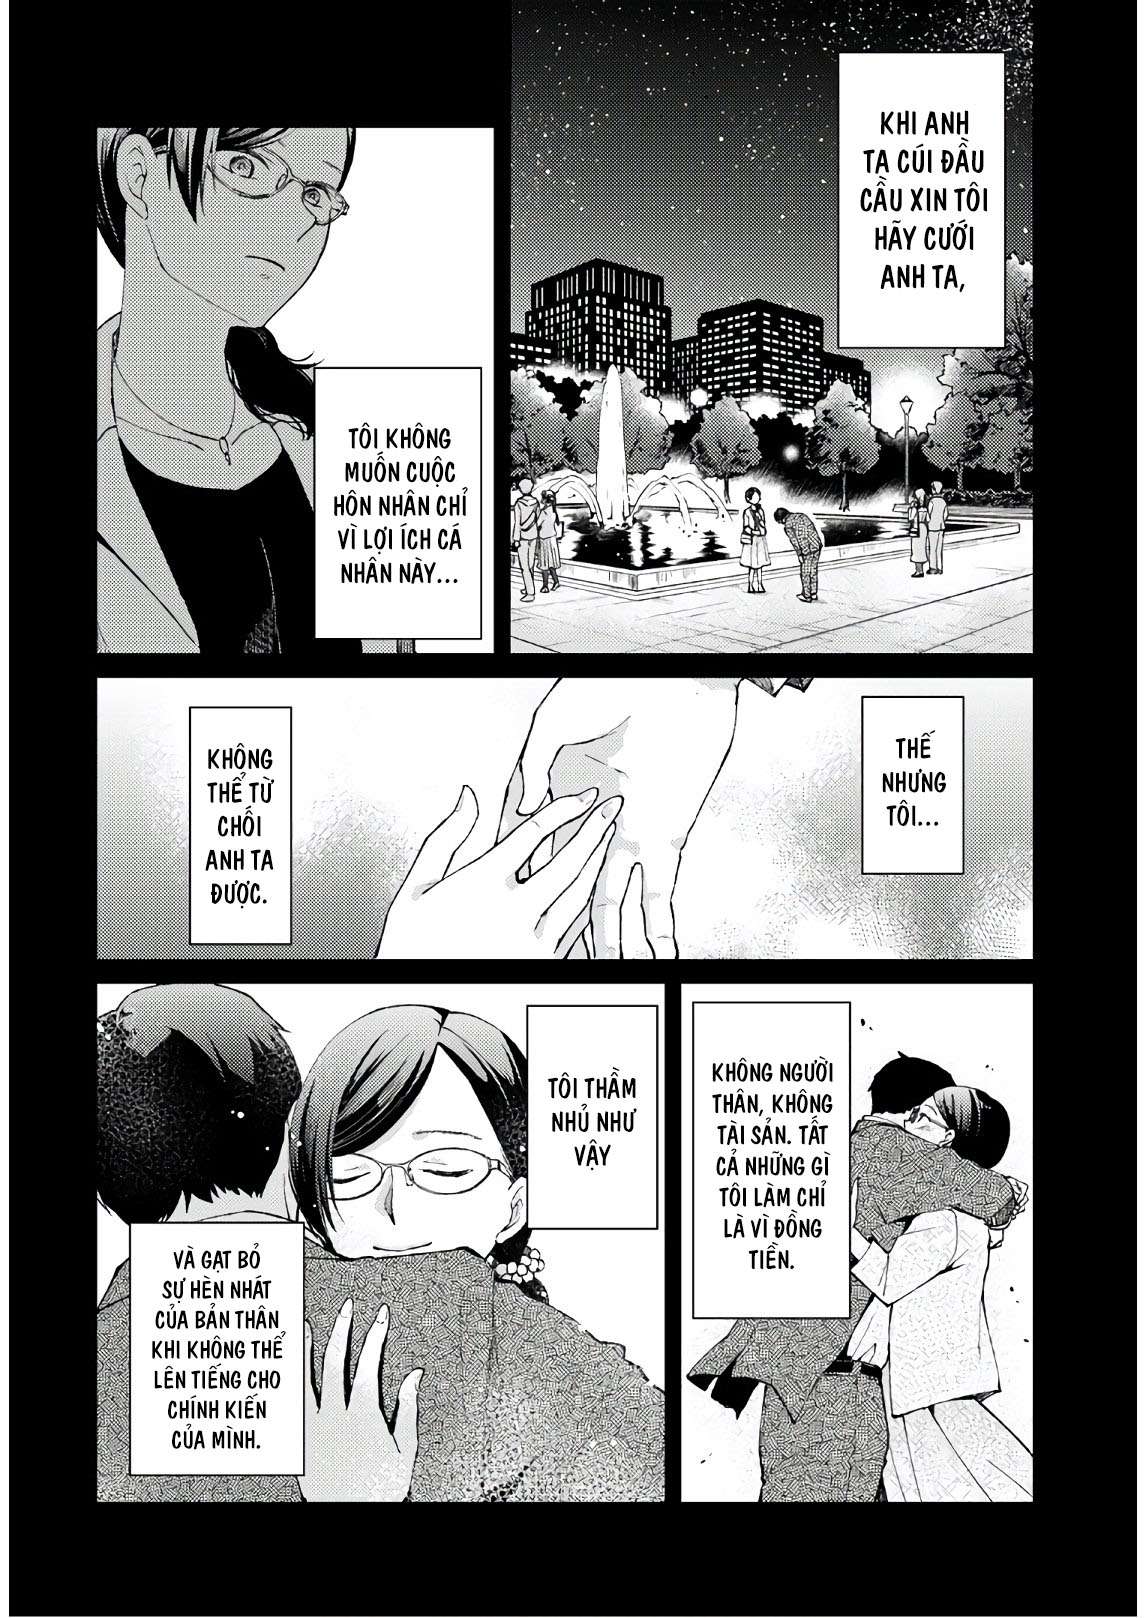 KHI ANH
TA CÚI ĐẦU
CẦU XIN TÔI
HÃY CƯỚI
ANH TA,
TÔI KHÔNG
MUỐN CUỘC
HÔN NHÂN CHỈ
VÌ LỢI ÍCH CÁ
NHÂN NÀY...
THẾ
NHƯNG
TÔI...
KHÔNG
THỂ TỪ
CHỐI
ANH TA
ĐƯỢC.
KHÔNG NGƯỜI
THÂN, KHÔNG
TÀI SẢN. TẤT
CẢ NHỮNG GÌ
TÔI LÀM CHỈ
LÀ VÌ ĐỒNG
TIỀN.
TÔI THẦM
NHỦ NHƯ
VẬY
VÀ GẠT BỎ
SỰ HÈN NHÁT
CỦA BẢN THÂN
KHI KHÔNG THỂ
LÊN TIẾNG CHO
CHÍNH KIẾN
CỦA MÌNH.